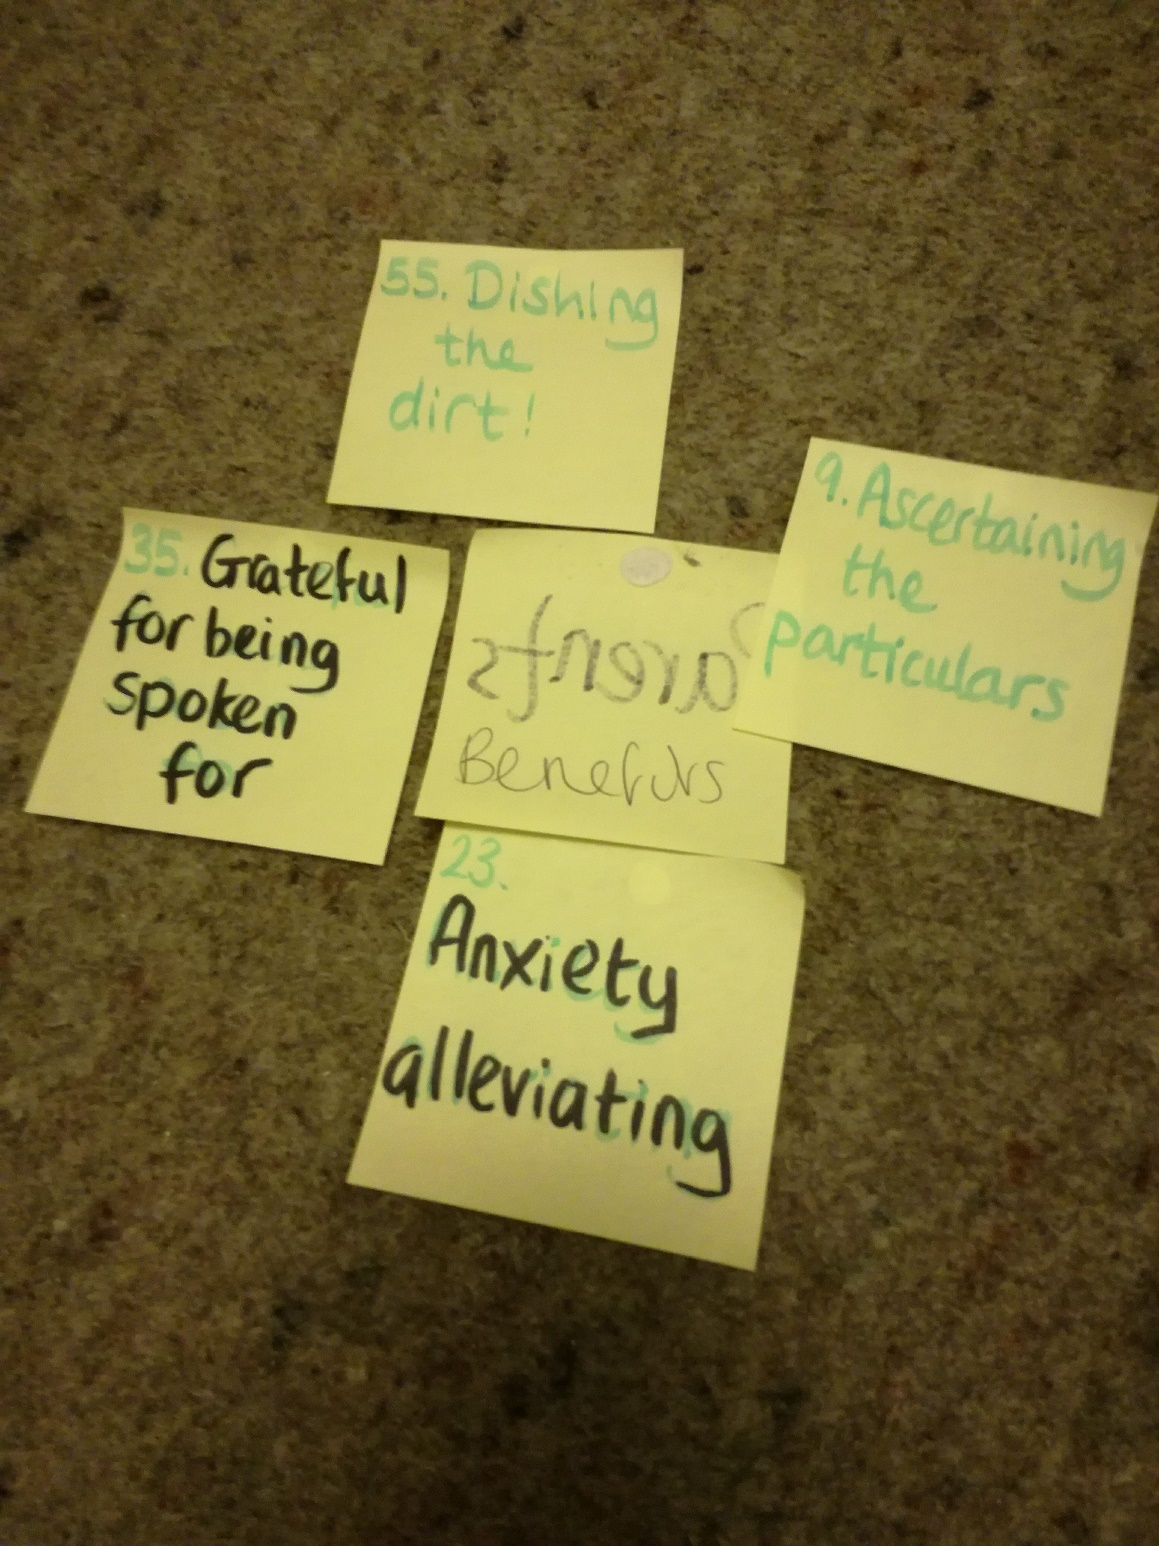 55. Dishing
the
dirt!
9. Ascertaining
the
particulars
35. Grateful
for being
spoken
for
Parents
Benefits
23.
Anxiety
alleviating